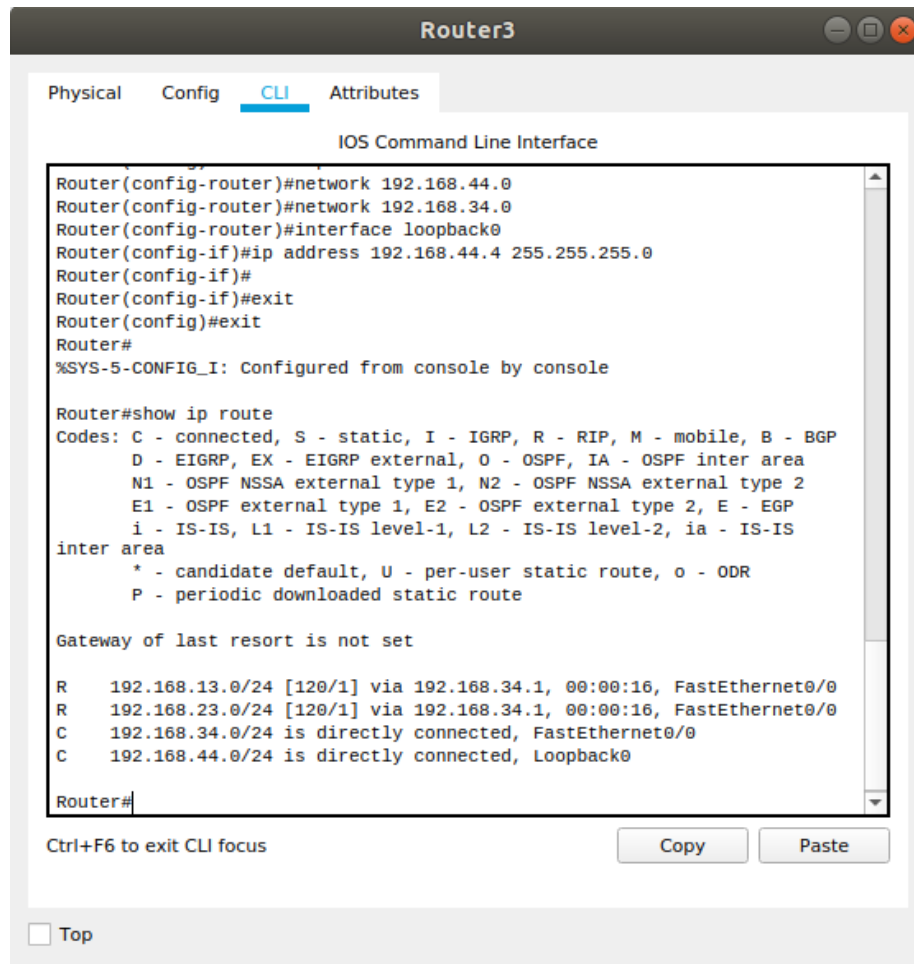 Router3
Physical Config CLI Attributes
IOS Command Line Interface
Router(config-router)#network 192.168.44.0
Router(config-router)#network 192.168.34.0
Router(config-router)#interface loopback0
Router(config-if)#ip address 192.168.44.4 255.255.255.0
Router(config-if)#
Router(config-if)#exit
Router(config)#exit
Router#
%SYS-5-CONFIG_I: Configured from console by console
Router#show ip route
Codes: C - connected, S - static, I - IGRP, R - RIP, M - mobile, B - BGP
D - EIGRP, EX - EIGRP external, O - OSPF, IA - OSPF inter area
N1 - OSPF NSSA external type 1, N2 - OSPF NSSA external type 2
E1 - OSPF external type 1, E2 - OSPF external type 2, E - EGP
i - IS-IS, L1 - IS-IS level-1, L2 - IS-IS level-2, ia - IS-IS
inter area
* - candidate default, U - per-user static route, o - ODR
P - periodic downloaded static route
Gateway of last resort is not set
R 192.168.13.0/24 [120/1] via 192.168.34.1, 00:00:16, FastEthernet0/0
R 192.168.23.0/24 [120/1] via 192.168.34.1, 00:00:16, FastEthernet0/0
C 192.168.34.0/24 is directly connected, FastEthernet0/0
C 192.168.44.0/24 is directly connected, Loopback0
Router#
Ctrl+F6 to exit CLI focus Copy Paste
Top